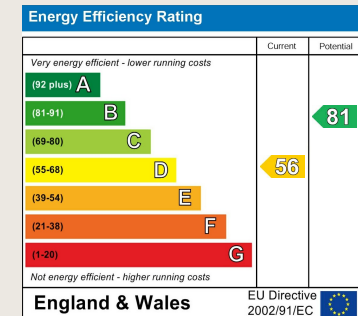 Energy Efficiency Rating
Current Potential
Very energy efficient - lower running costs
(92 plus) A
(81-91) B
81
(69-80) C
(55-68) D
56
(39-54) E
(21-38) F
(1-20) G
Not energy efficient - higher running costs
England & Wales
EU Directive
2002/91/EC